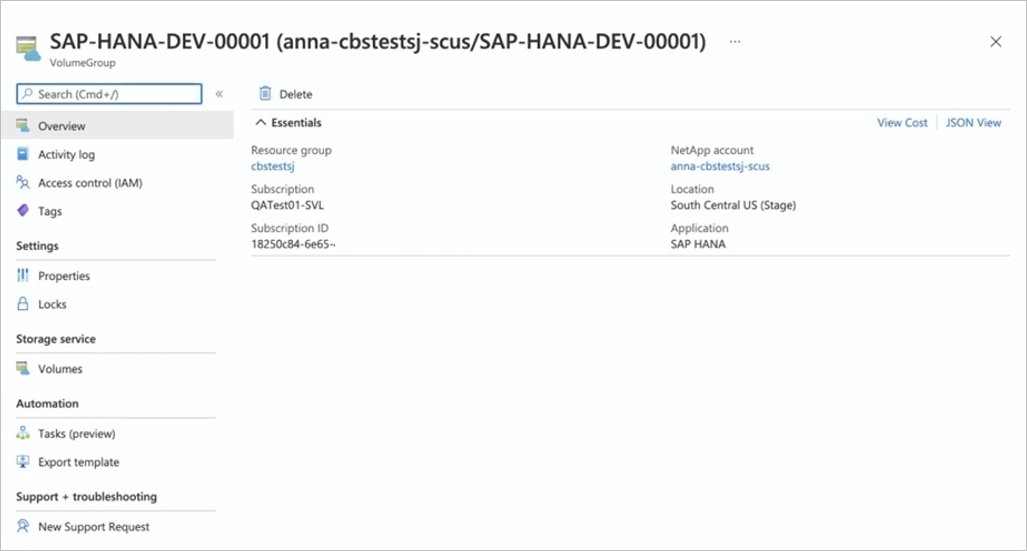 SAP-HANA-DEV-00001 (anna-cbstestsj-scus/SAP-HANA-DEV-00001) ...
VolumeGroup
Search (Cmd+/)
«
Delete
Overview
Activity log
Access control (IAM)
Tags
Settings
Properties
Locks
Storage service
Volumes
Automation
Tasks (preview)
Export template
Support + troubleshooting
New Support Request
Essentials
View Cost
JSON View
Resource group
cbstestsj
Subscription
QATest01-SVL
Subscription ID
18250c84-6e65-
NetApp account
anna-cbstestsj-scus
Location
South Central US (Stage)
Application
SAP HANA